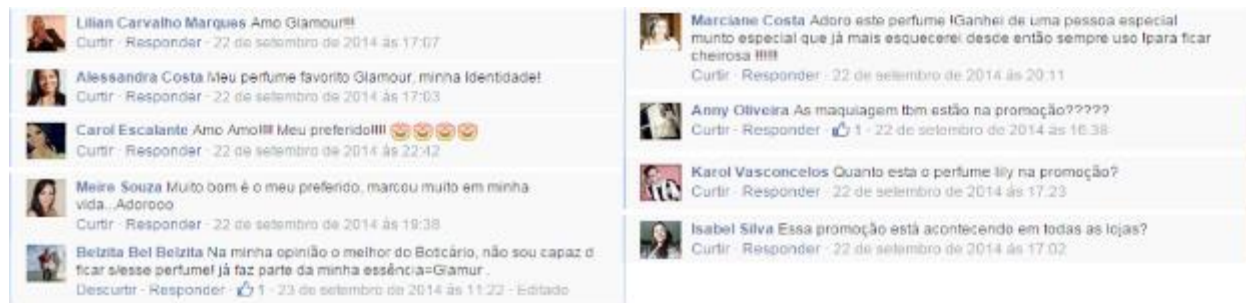 Lilian Carvalho Marques Amo Glamour!!!!
Curtir · Responder · 22 de setembro de 2014 às 17:07
Alessandra Costa Meu perfume favorito Glamour, minha Identidade!
Curtir · Responder · 22 de setembro de 2014 às 17:03
Carol Escalante Amo Amo!!!! Meu preferido!!!!
Curtir · Responder · 22 de setembro de 2014 às 22:42
Meire Souza Muito bom é o meu preferido, marcou muito em minha
vida...Adorooo
Curtir · Responder · 22 de setembro de 2014 às 19:38
Belzita Bel Belzita Na minha opinião o melhor do Boticário, não sou capaz d
ficar s/esse perfume! já faz parte da minha essência=Glamur .
Descurtir · Responder · 1 · 23 de setembro de 2014 às 11:22 · Editado
Marciane Costa Adoro este perfume !Ganhei de uma pessoa especial
munto especial que já mais esquecerei desde então sempre uso !para ficar
cheirosa !!!!!!
Curtir · Responder · 22 de setembro de 2014 às 20:11
Anny Oliveira As maquiagem tbm estão na promoção?????
Curtir · Responder · 1 · 22 de setembro de 2014 às 16:38
Karol Vasconcelos Quanto esta o perfume lily na promoção?
Curtir · Responder · 22 de setembro de 2014 às 17:23
Isabel Silva Essa promoção está acontecendo em todas as lojas?
Curtir · Responder · 22 de setembro de 2014 às 17:02